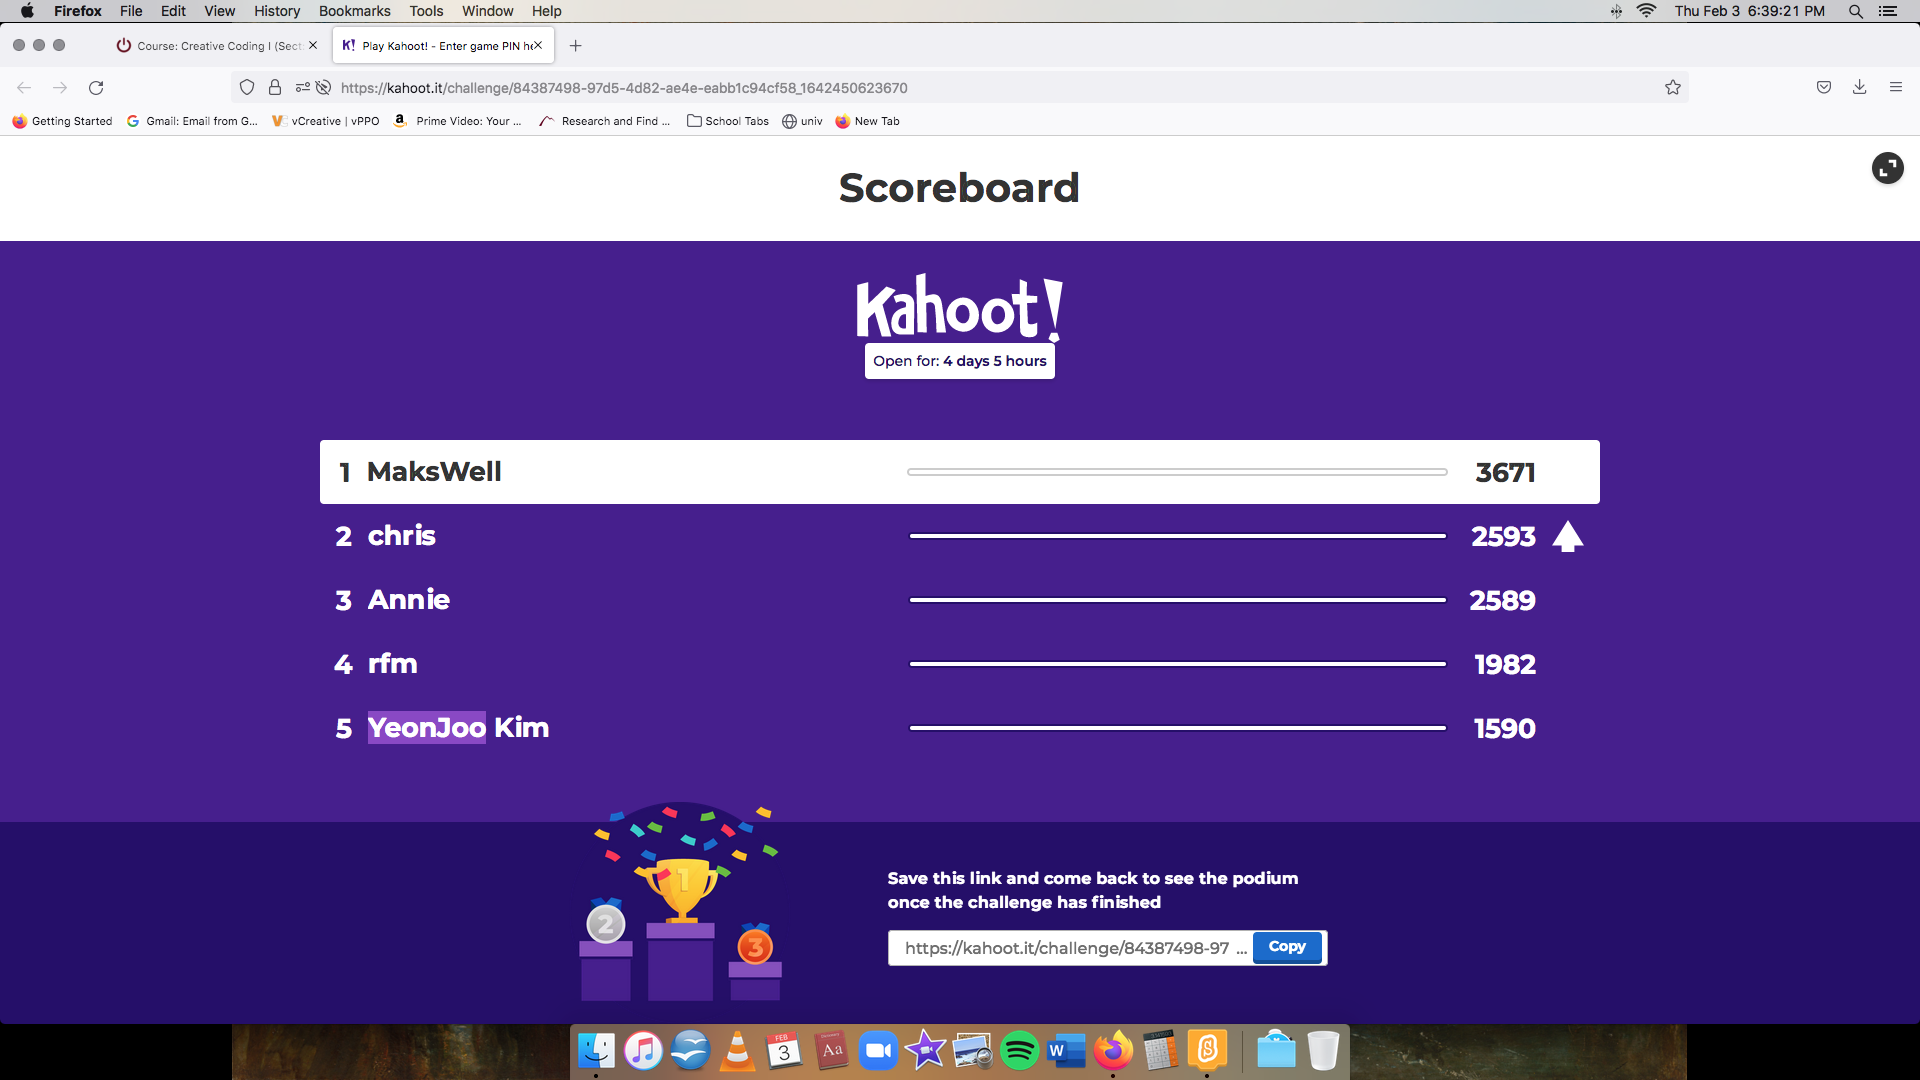 Firefox File Edit View History Bookmarks Tools Window Help Thu Feb 3 6:39:21 PM
Course: Creative Coding I (Sect Play Kahoot! - Enter game PIN he
https://kahoot.it/challenge/84387498-97d5-4d82-ae4e-eabb1c94cf58_1642450623670
Getting Started Gmail: Email from G... vCreative | vPPO Prime Video: Your ... Research and Find ... School Tabs univ New Tab
Scoreboard
Kahoot!
Open for: 4 days 5 hours
1 MaksWell 3671
2 chris 2593
3 Annie 2589
4 rfm 1982
5 YeonJoo Kim 1590
1
2
3
Save this link and come back to see the podium
once the challenge has finished
https://kahoot.it/challenge/84387498-97 ... Copy
FEB
3
Aa
W